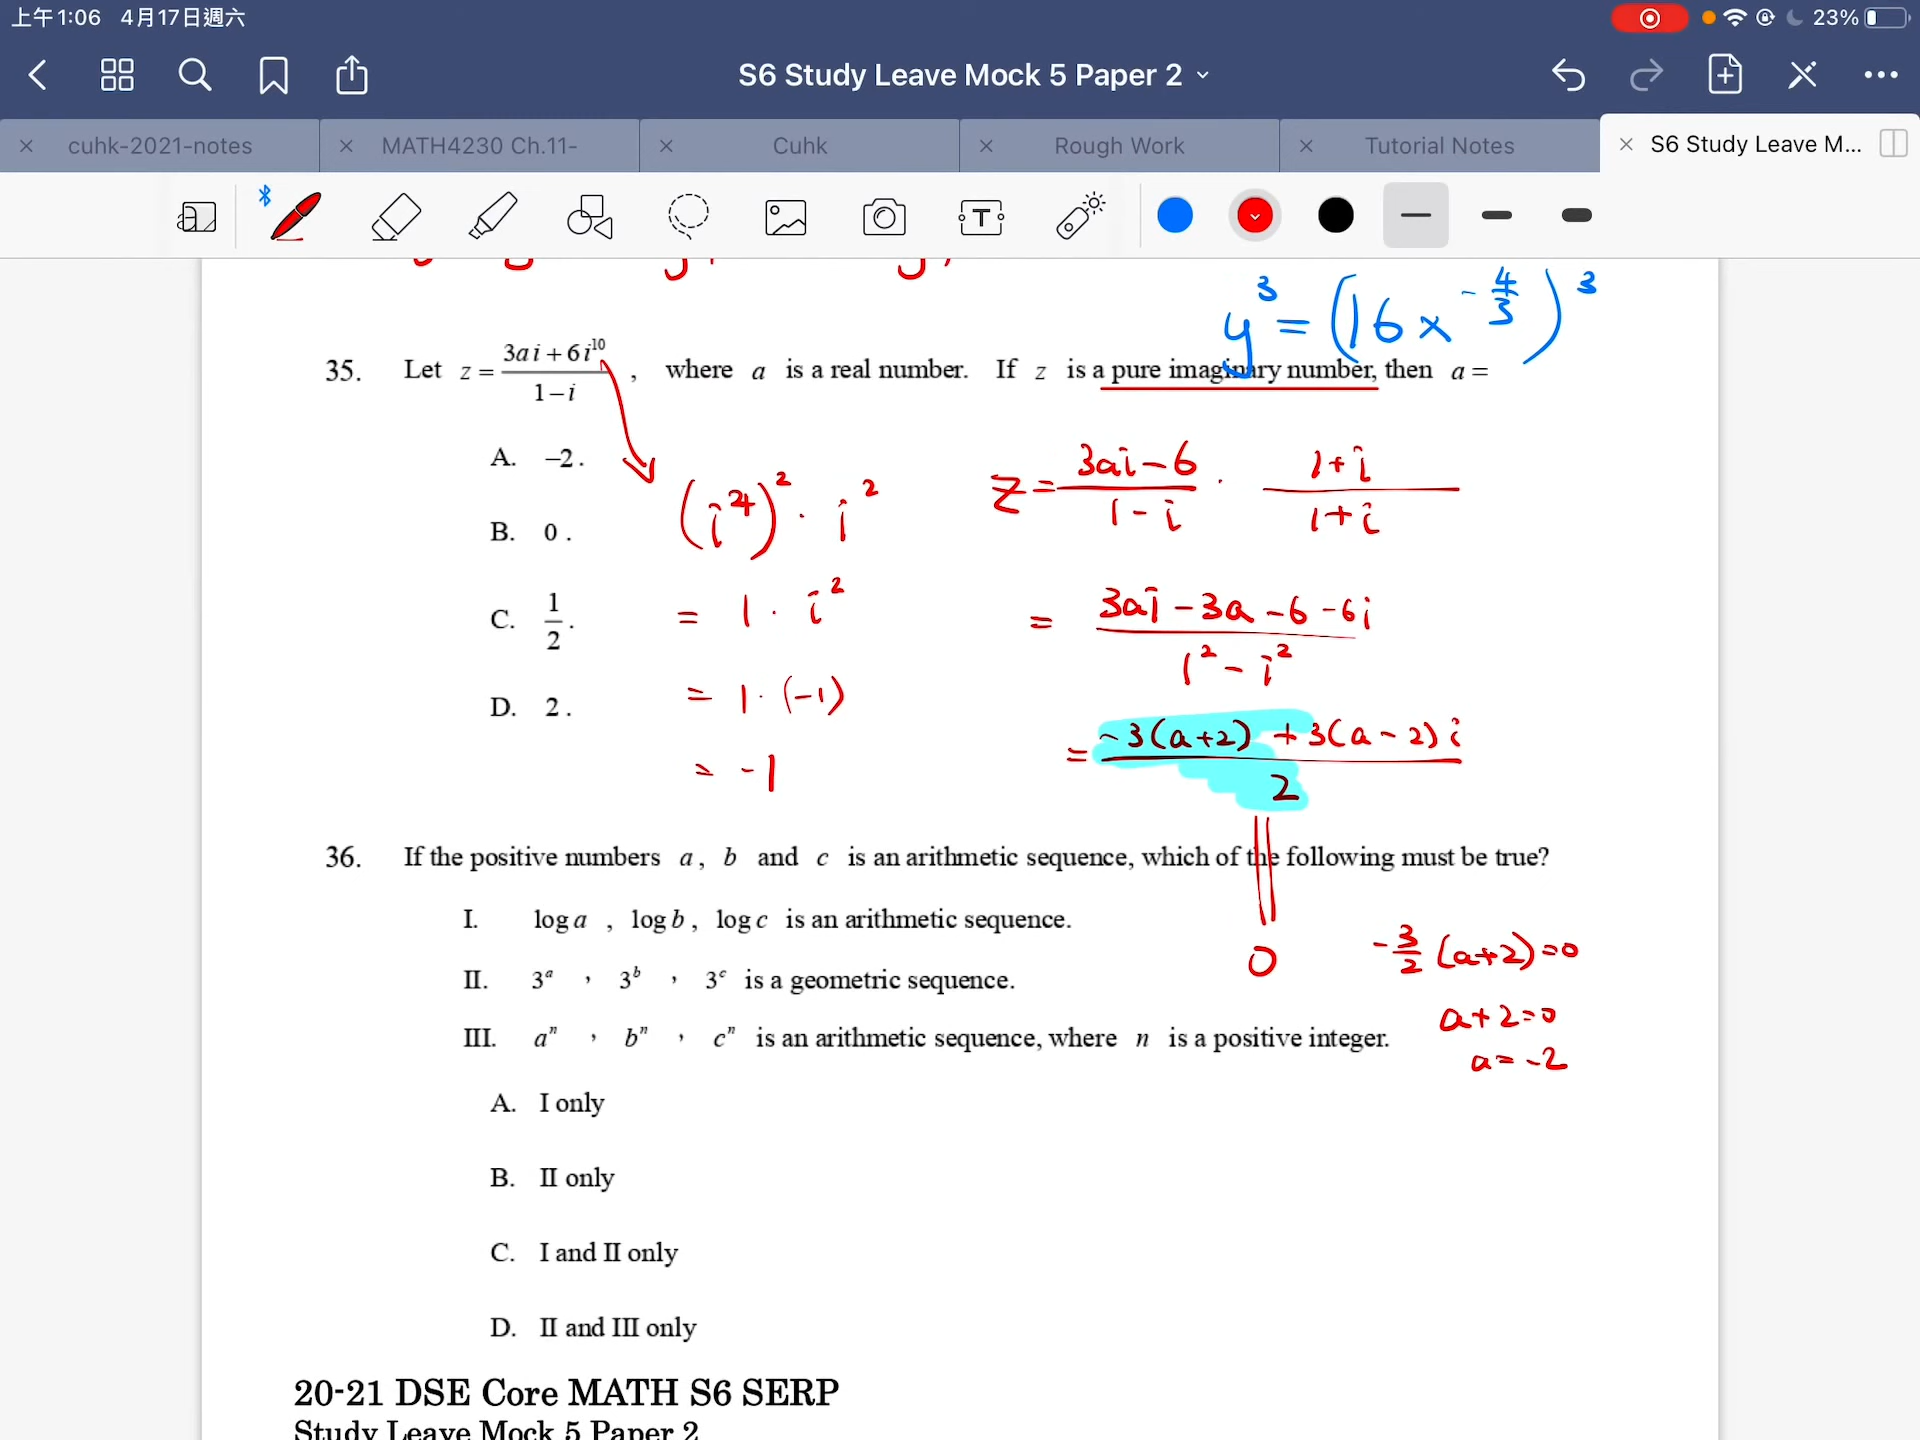 上午1:06 4月17日週六
23%
S6 Study Leave Mock 5 Paper 2
cuhk-2021-notes
MATH4230 Ch.11-
Cuhk
Rough Work
Tutorial Notes
S6 Study Leave M...
y³ = (16x^(-4/3))³
35. Let z = (3ai + 6i¹⁰)/(1 − i) , where a is a real number. If z is a pure imaginary number, then a =
A. −2 .
B. 0 .
C. 1/2 .
D. 2 .
(i⁴)² · i²
= 1 · i²
= 1 · (−1)
= −1
z = (3ai − 6)/(1 − i) · (1 + i)/(1 + i)
= (3ai − 3a − 6 − 6i)/(1² − i²)
= (−3(a+2) + 3(a−2)i)/2
0
−3/2 (a+2) = 0
a + 2 = 0
a = −2
36. If the positive numbers a , b and c is an arithmetic sequence, which of the following must be true?
I. log a , log b , log c is an arithmetic sequence.
II. 3ᵃ , 3ᵇ , 3ᶜ is a geometric sequence.
III. aⁿ , bⁿ , cⁿ is an arithmetic sequence, where n is a positive integer.
A. I only
B. II only
C. I and II only
D. II and III only
20-21 DSE Core MATH S6 SERP
Study Leave Mock 5 Paper 2